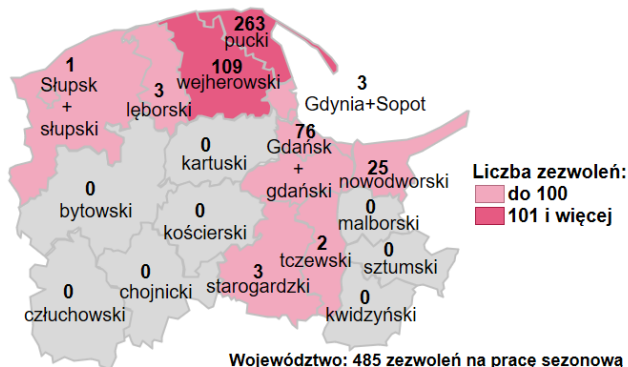 263
pucki
1
Słupsk
+
słupski
3
lęborski
109
wejherowski
3
Gdynia+Sopot
0
kartuski
76
Gdańsk
+
gdański
25
nowodworski
Liczba zezwoleń:
do 100
101 i więcej
0
bytowski
0
kościerski
0
malborski
0
człuchowski
0
chojnicki
3
starogardzki
2
tczewski
0
sztumski
0
kwidzyński
Województwo: 485 zezwoleń na pracę sezonową